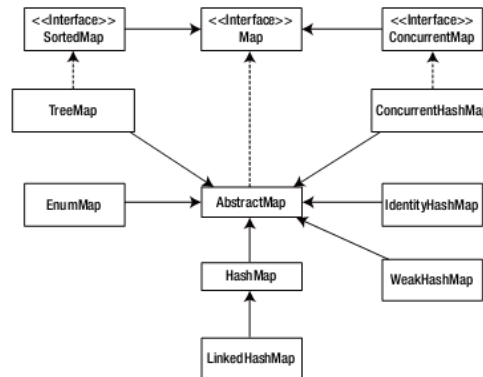 <<Interface>> <<Interface>> <<Interface>>
SortedMap Map ConcurrentMap
TreeMap ConcurrentHashMap
EnumMap AbstractMap IdentityHashMap
HashMap WeakHashMap
LinkedHashMap